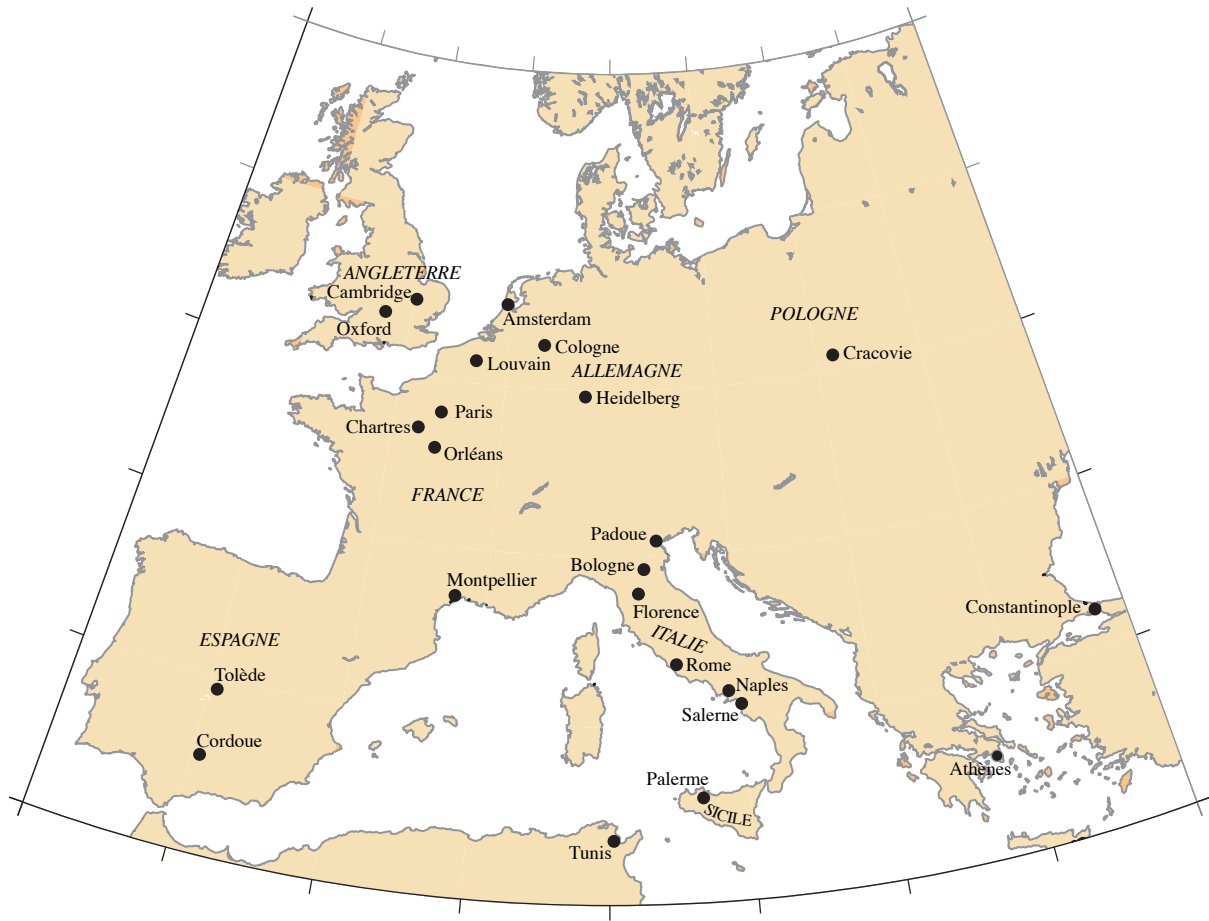 ANGLETERRE
Cambridge
Oxford
Amsterdam
POLOGNE
Cologne
Louvain
Cracovie
ALLEMAGNE
Heidelberg
Paris
Chartres
Orléans
FRANCE
Padoue
Bologne
Montpellier
Florence
Constantinople
ESPAGNE
ITALIE
Rome
Tolède
Naples
Salerne
Cordoue
Athènes
Palerme
SICILE
Tunis